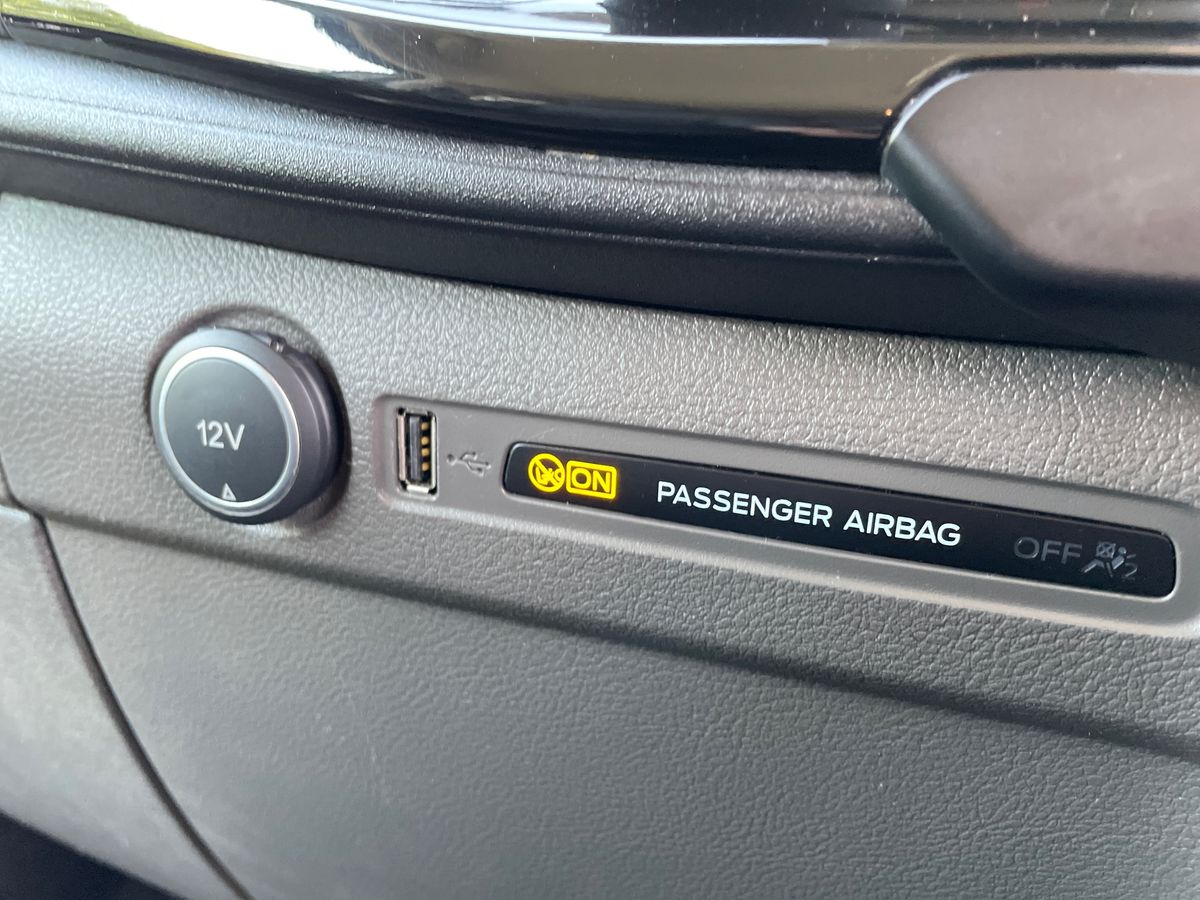 12V
ON PASSENGER AIRBAG OFF